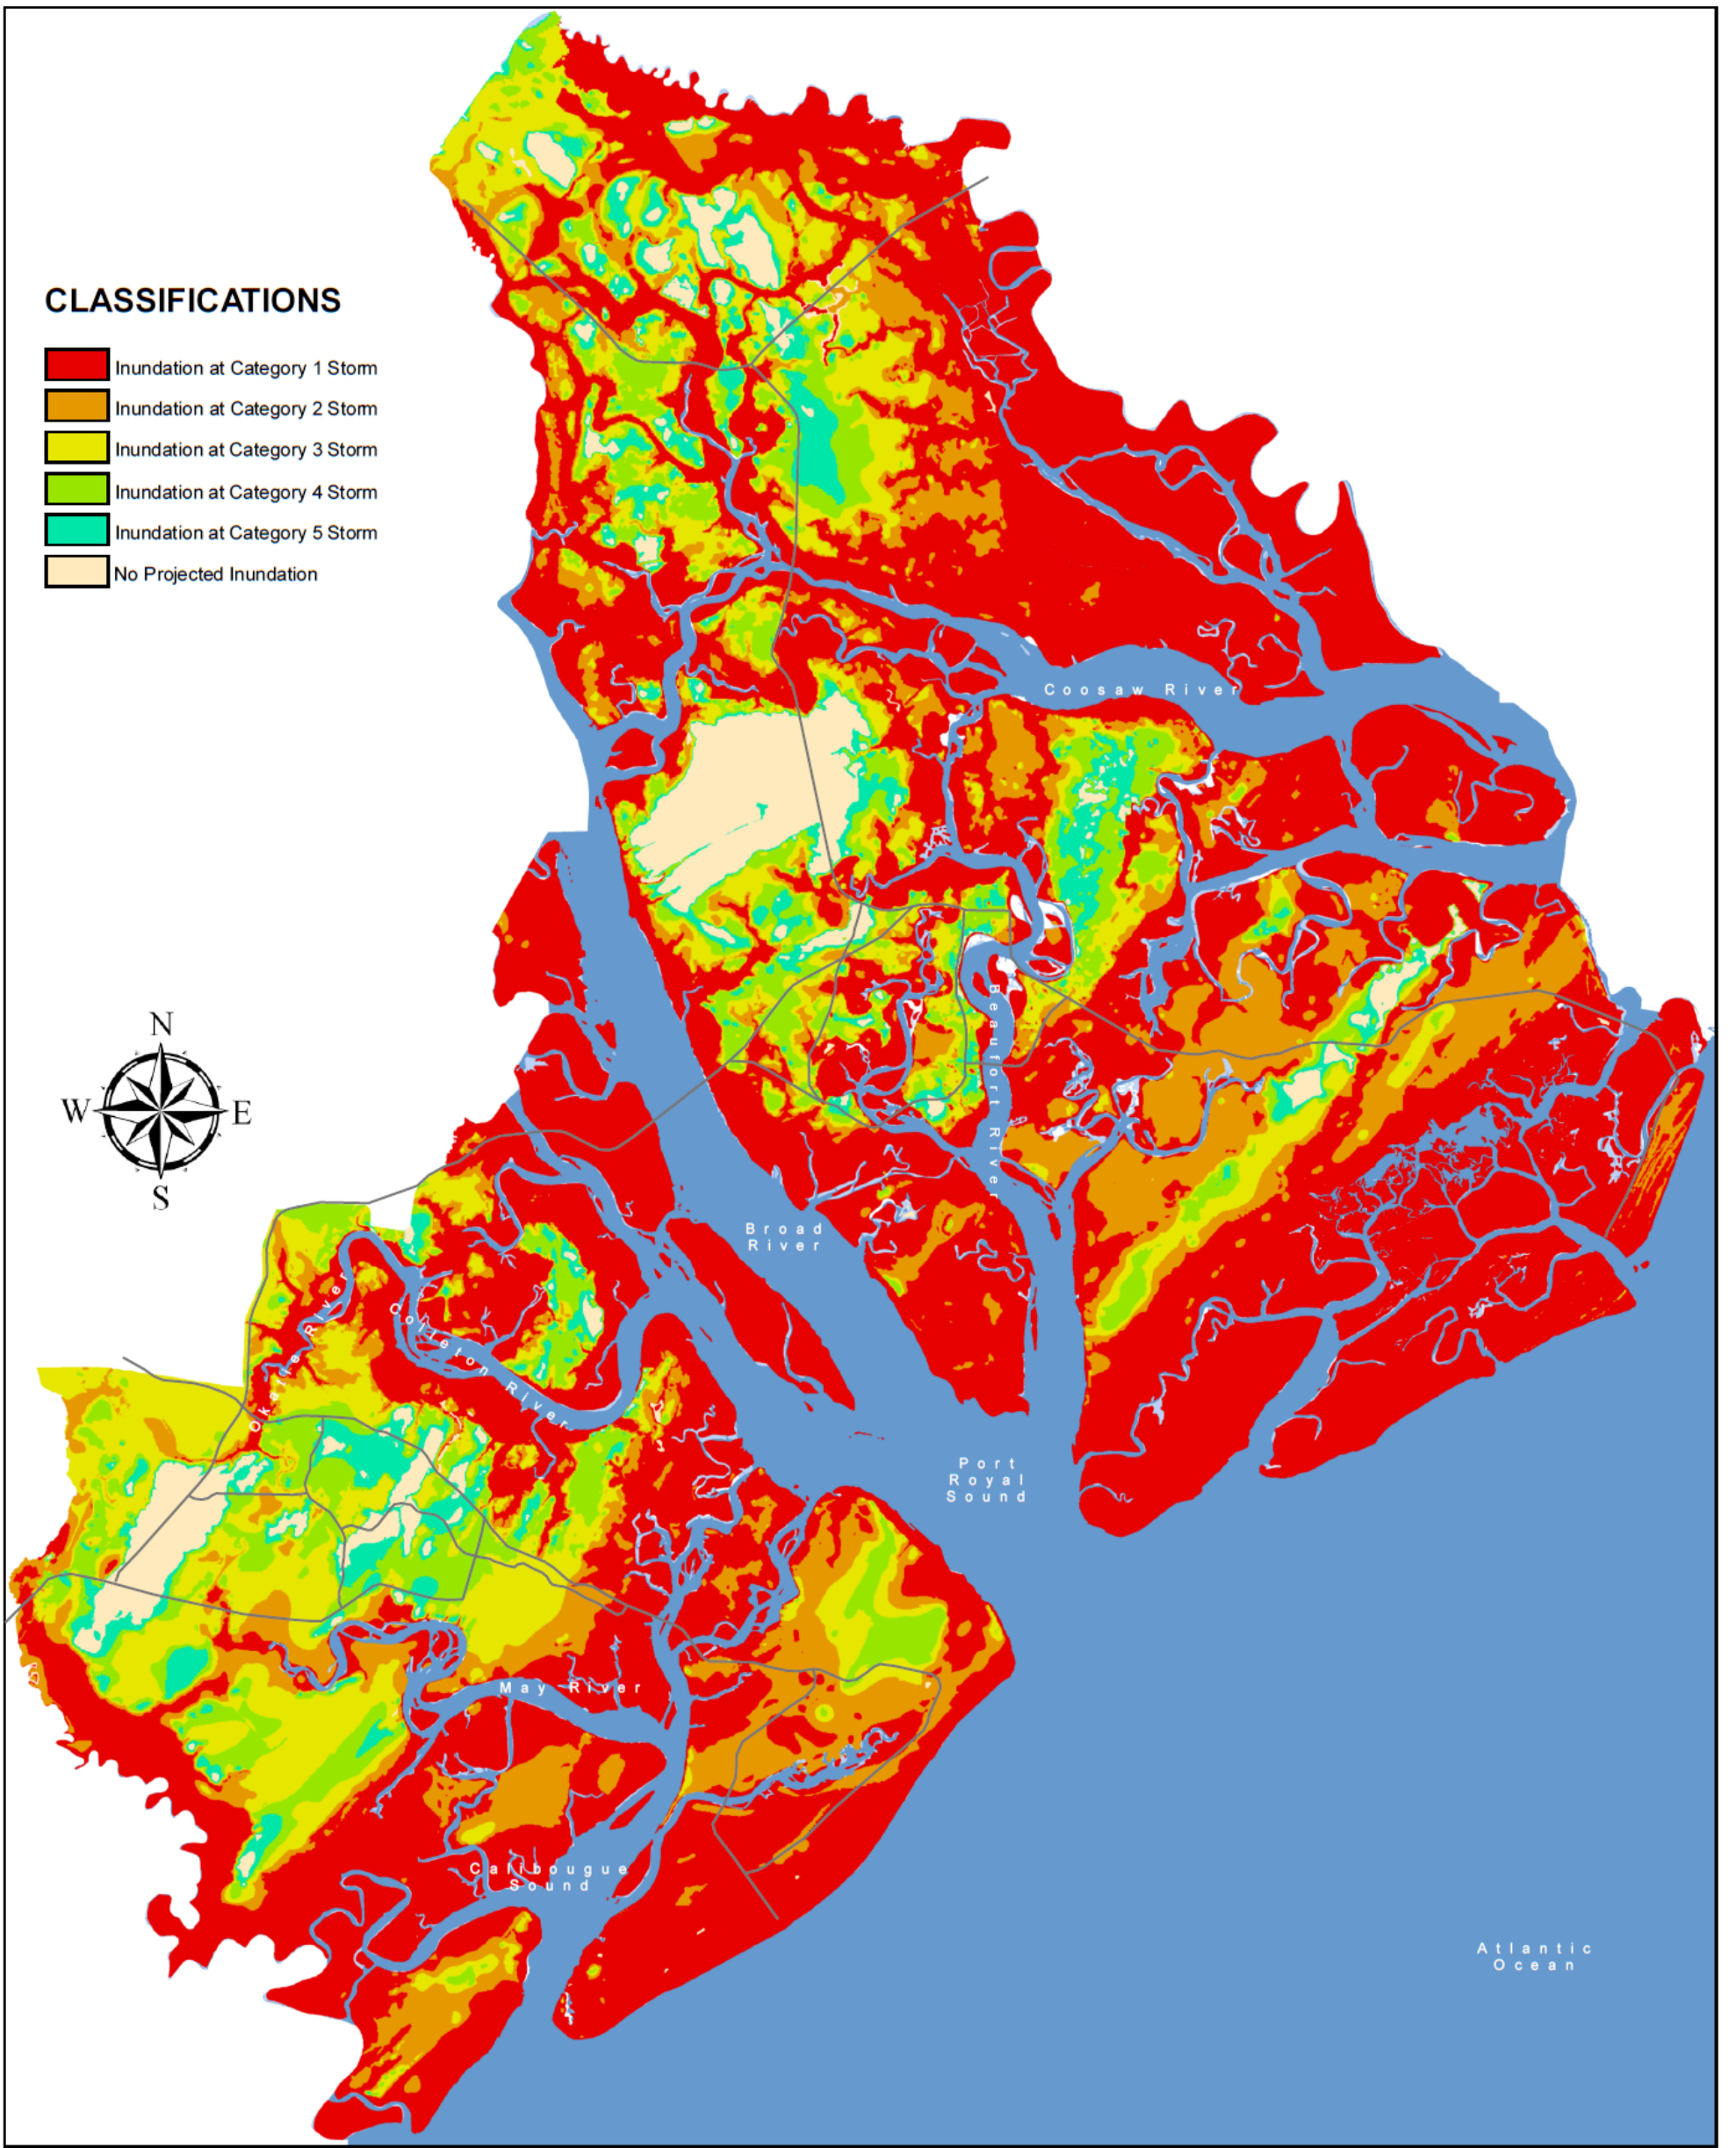 CLASSIFICATIONS
Inundation at Category 1 Storm
Inundation at Category 2 Storm
Inundation at Category 3 Storm
Inundation at Category 4 Storm
Inundation at Category 5 Storm
No Projected Inundation
Coosaw River
Beaufort River
N
W
E
S
Broad
River
Okatie River
Colleton River
Port
Royal
Sound
May River
Calibougue
Sound
Atlantic
Ocean